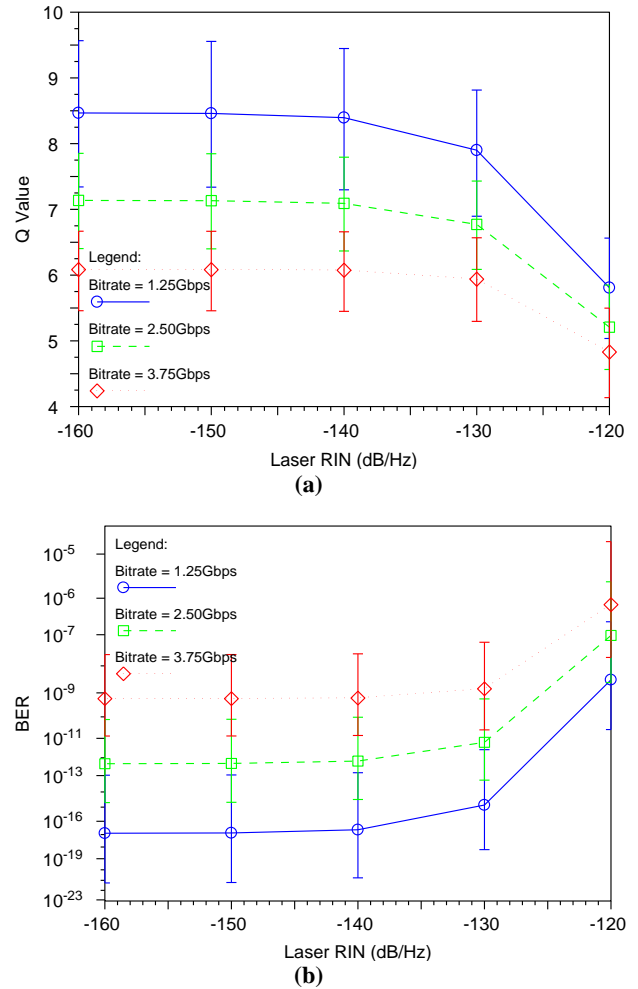 10
9
8
7
6
5
4
Q Value
Legend:
Bitrate = 1.25Gbps
Bitrate = 2.50Gbps
Bitrate = 3.75Gbps
-160
-150
-140
-130
-120
Laser RIN (dB/Hz)
(a)
Legend:
Bitrate = 1.25Gbps
Bitrate = 2.50Gbps
Bitrate = 3.75Gbps
10^-5
10^-6
10^-7
10^-9
10^-11
10^-13
10^-16
10^-19
10^-23
BER
-160
-150
-140
-130
-120
Laser RIN (dB/Hz)
(b)